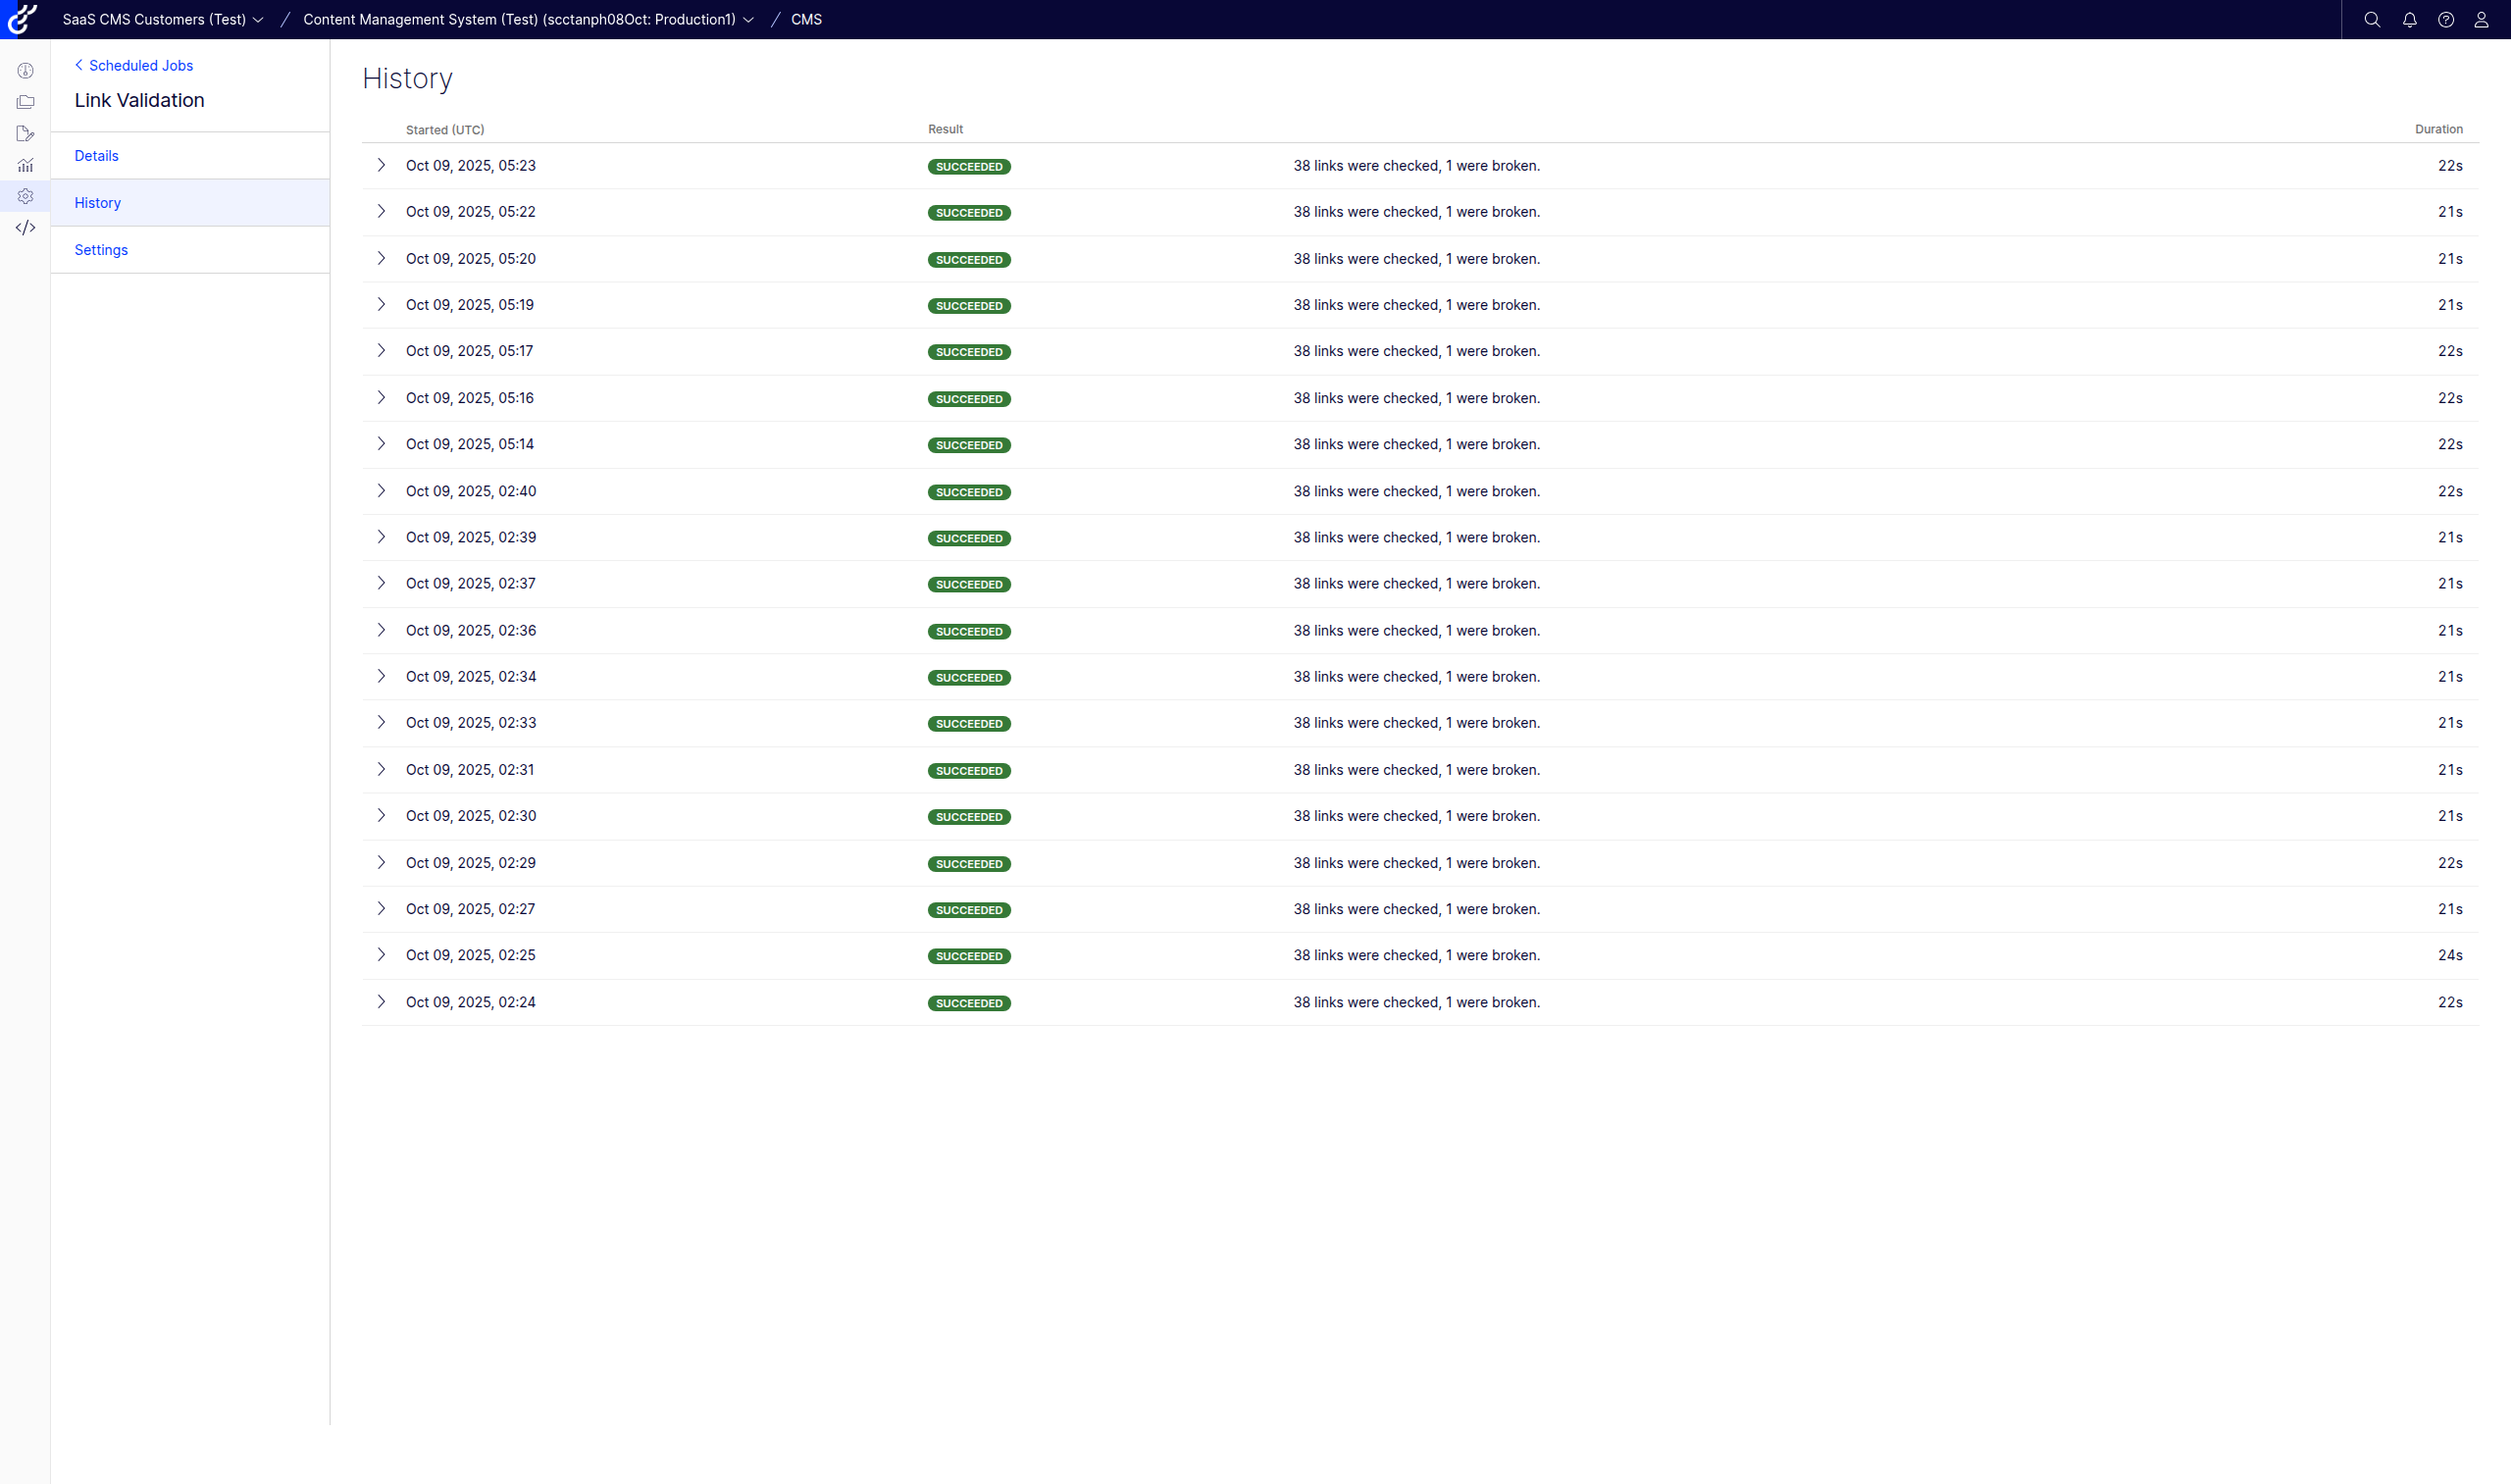 SaaS CMS Customers (Test) / Content Management System (Test) (scctanph08Oct: Production1) / CMS
Scheduled Jobs
Link Validation
Details
History
Settings
History
Started (UTC) Result Duration
Oct 09, 2025, 05:23 SUCCEEDED 38 links were checked, 1 were broken. 22s
Oct 09, 2025, 05:22 SUCCEEDED 38 links were checked, 1 were broken. 21s
Oct 09, 2025, 05:20 SUCCEEDED 38 links were checked, 1 were broken. 21s
Oct 09, 2025, 05:19 SUCCEEDED 38 links were checked, 1 were broken. 21s
Oct 09, 2025, 05:17 SUCCEEDED 38 links were checked, 1 were broken. 22s
Oct 09, 2025, 05:16 SUCCEEDED 38 links were checked, 1 were broken. 22s
Oct 09, 2025, 05:14 SUCCEEDED 38 links were checked, 1 were broken. 22s
Oct 09, 2025, 02:40 SUCCEEDED 38 links were checked, 1 were broken. 22s
Oct 09, 2025, 02:39 SUCCEEDED 38 links were checked, 1 were broken. 21s
Oct 09, 2025, 02:37 SUCCEEDED 38 links were checked, 1 were broken. 21s
Oct 09, 2025, 02:36 SUCCEEDED 38 links were checked, 1 were broken. 21s
Oct 09, 2025, 02:34 SUCCEEDED 38 links were checked, 1 were broken. 21s
Oct 09, 2025, 02:33 SUCCEEDED 38 links were checked, 1 were broken. 21s
Oct 09, 2025, 02:31 SUCCEEDED 38 links were checked, 1 were broken. 21s
Oct 09, 2025, 02:30 SUCCEEDED 38 links were checked, 1 were broken. 21s
Oct 09, 2025, 02:29 SUCCEEDED 38 links were checked, 1 were broken. 22s
Oct 09, 2025, 02:27 SUCCEEDED 38 links were checked, 1 were broken. 21s
Oct 09, 2025, 02:25 SUCCEEDED 38 links were checked, 1 were broken. 24s
Oct 09, 2025, 02:24 SUCCEEDED 38 links were checked, 1 were broken. 22s